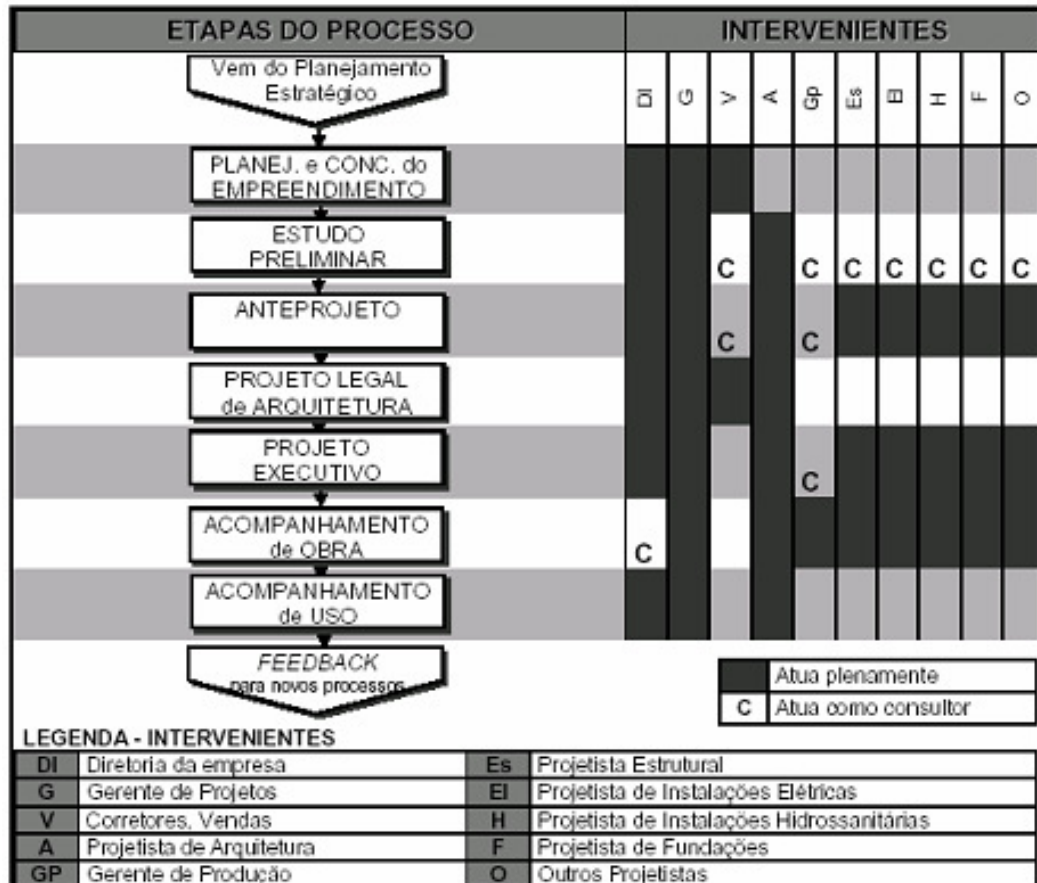 ETAPAS DO PROCESSO INTERVENIENTES
Vem do Planejamento
Estratégico
DI G V A Gp Es El H F O
PLANEJ. e CONC. do
EMPREENDIMENTO
ESTUDO
PRELIMINAR
C C C C C C C
ANTEPROJETO
C C
PROJETO LEGAL
de ARQUITETURA
PROJETO
EXECUTIVO
C
ACOMPANHAMENTO
de OBRA
C
ACOMPANHAMENTO
de USO
FEEDBACK
para novos processos
Atua plenamente
C Atua como consultor
LEGENDA - INTERVENIENTES
DI Diretoria da empresa Es Projetista Estrutural
G Gerente de Projetos El Projetista de Instalações Elétricas
V Corretores, Vendas H Projetista de Instalações Hidrossanitárias
A Projetista de Arquitetura F Projetista de Fundações
GP Gerente de Produção O Outros Projetistas